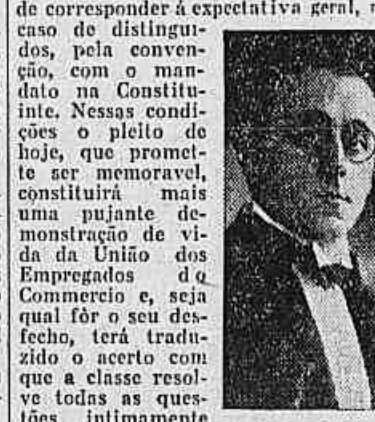 de corresponder á expectativa geral,
caso de distingui-
dos, pela conven-
ção, com o man-
dato na Constitu-
inte. Nessas condi-
ções o pleito de
hoje, que promet-
te ser memoravel,
constituirá mais
uma pujante de-
monstração de vi-
da da União dos
Empregados do
Commercio e, seja
qual fôr o seu des-
fecho, terá tradu-
zido o acerto com
que a classe resol-
ve todas as ques-
tões intimamente